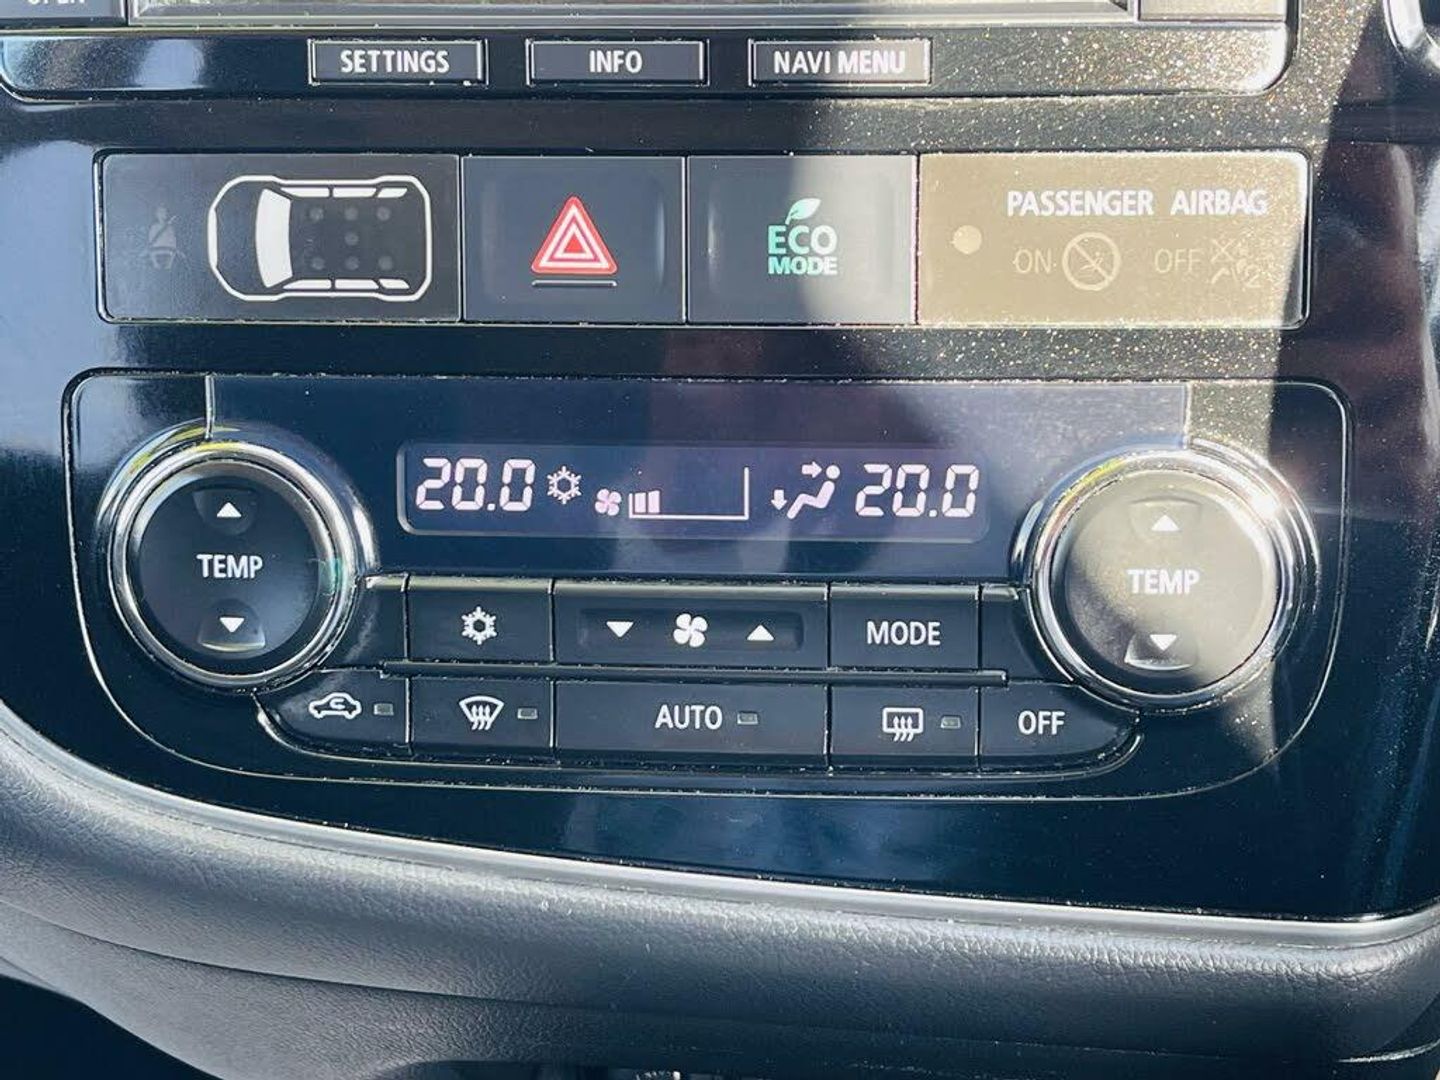 OPEN
SETTINGS INFO NAVI MENU
ECO
MODE
PASSENGER AIRBAG
ON OFF
20.0 20.0
TEMP
TEMP
MODE
AUTO
OFF